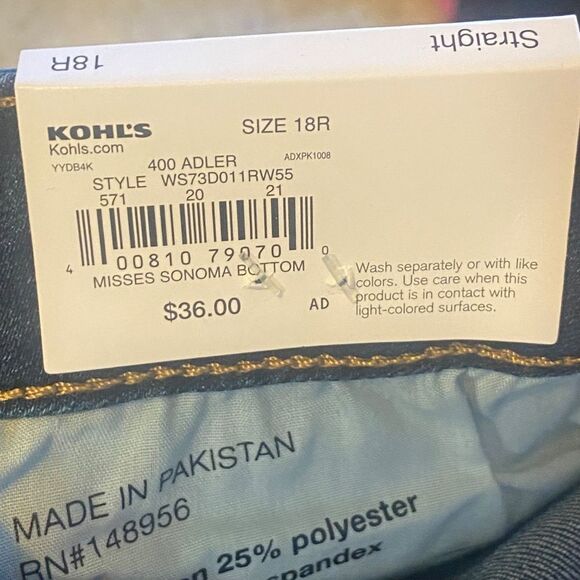 Straight
18R
KOHL'S
SIZE 18R
Kohls.com
YYDB4K
400 ADLER
ADXPK1008
STYLE WS73D011RW55
571 20 21
4 00810 79070 0
MISSES SONOMA BOTTOM
$36.00
AD
Wash separately or with like
colors. Use care when this
product is in contact with
light-colored surfaces.
MADE IN PAKISTAN
RN#148956
25% polyester